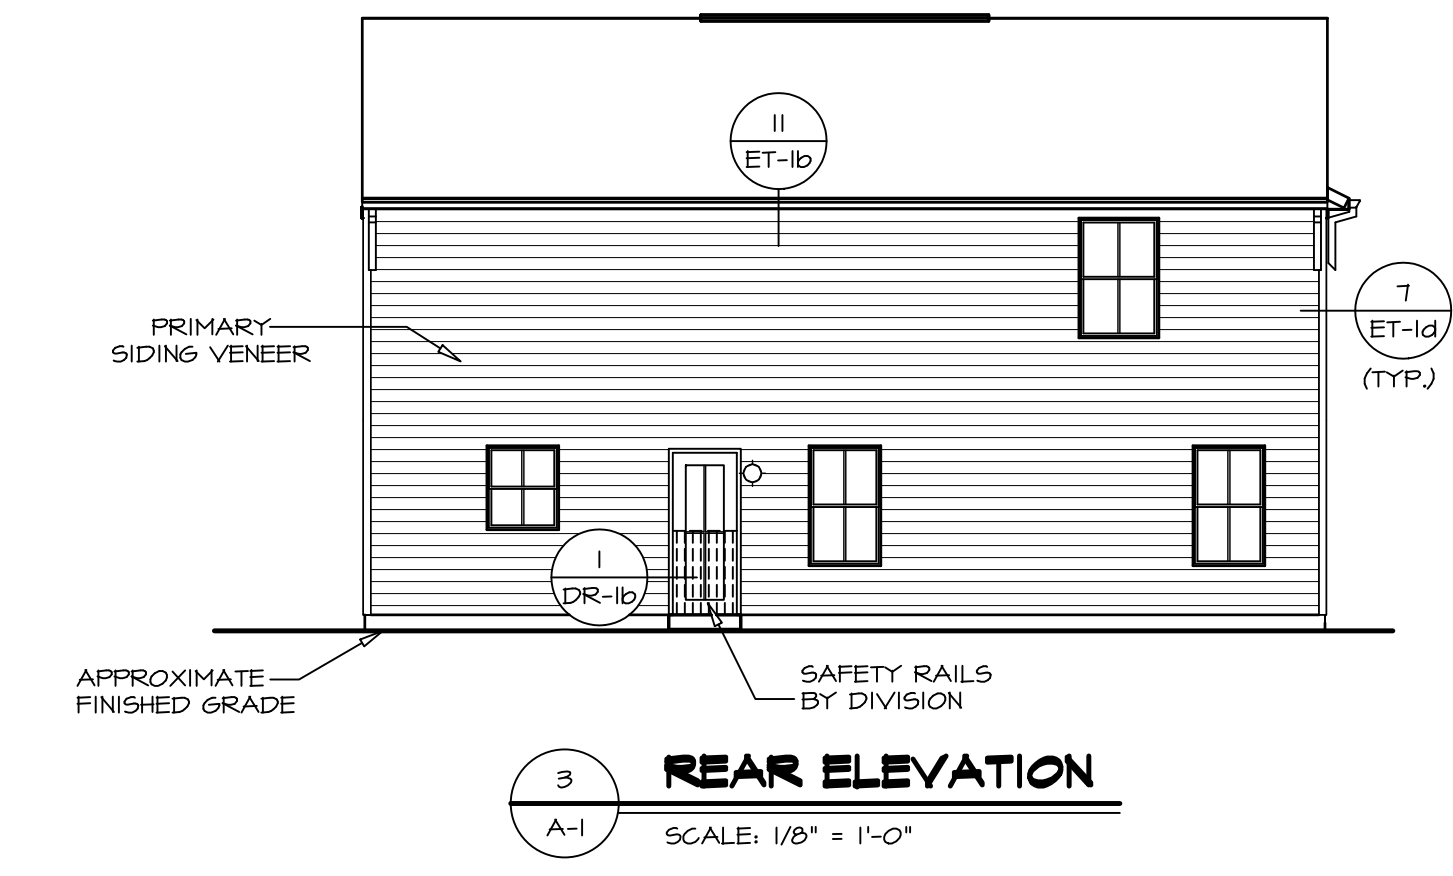 11
ET-1b
7
ET-1d
(TYP.)
PRIMARY
SIDING VENEER
1
DR-1b
APPROXIMATE
FINISHED GRADE
SAFETY RAILS
BY DIVISION
3
A-1
REAR ELEVATION
SCALE: 1/8" = 1'-0"